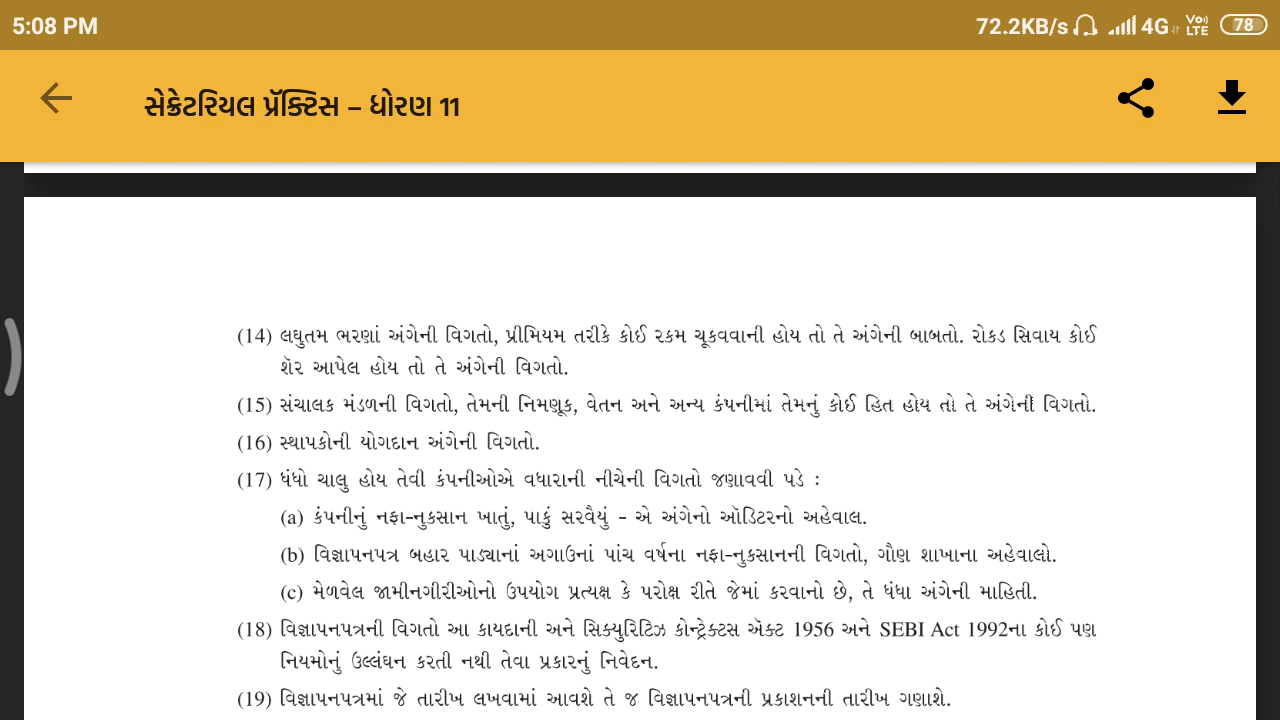 5:08 PM 72.2KB/s 4G Vo) LTE 78
સેક્રેટરિયલ પ્રૅક્ટિસ – ધોરણ 11
(14) લઘુતમ ભરણાં અંગેની વિગતો, પ્રીમિયમ તરીકે કોઈ રકમ ચૂકવવાની હોય તો તે અંગેની બાબતો. રોકડ સિવાય કોઈ
શૅર આપેલ હોય તો તે અંગેની વિગતો.
(15) સંચાલક મંડળની વિગતો, તેમની નિમણૂક, વેતન અને અન્ય કંપનીમાં તેમનું કોઈ હિત હોય તો તે અંગેની વિગતો.
(16) સ્થાપકોની યોગદાન અંગેની વિગતો.
(17) ધંધો ચાલુ હોય તેવી કંપનીઓએ વધારાની નીચેની વિગતો જણાવવી પડે :
(a) કંપનીનું નફા-નુકસાન ખાતું, પાકું સરવૈયું - એ અંગેનો ઑડિટરનો અહેવાલ.
(b) વિજ્ઞાપનપત્ર બહાર પાડ્યાનાં અગાઉનાં પાંચ વર્ષના નફા-નુકસાનની વિગતો, ગૌણ શાખાના અહેવાલો.
(c) મેળવેલ જામીનગીરીઓનો ઉપયોગ પ્રત્યક્ષ કે પરોક્ષ રીતે જેમાં કરવાનો છે, તે ધંધા અંગેની માહિતી.
(18) વિજ્ઞાપનપત્રની વિગતો આ કાયદાની અને સિક્યુરિટિઝ કોન્ટ્રેક્ટસ ઍક્ટ 1956 અને SEBI Act 1992ના કોઈ પણ
નિયમોનું ઉલ્લંઘન કરતી નથી તેવા પ્રકારનું નિવેદન.
(19) વિજ્ઞાપનપત્રમાં જે તારીખ લખવામાં આવશે તે જ વિજ્ઞાપનપત્રની પ્રકાશનની તારીખ ગણાશે.